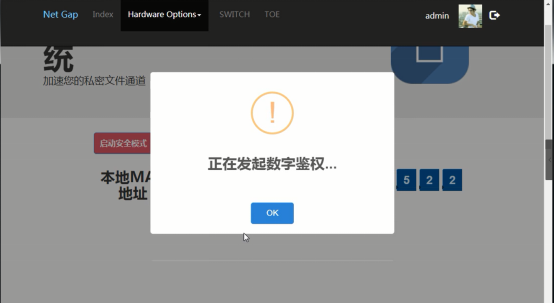 Net Gap Index Hardware Options SWITCH TOE admin
统
加速您的私密文件通道
启动安全模式
正在发起数字鉴权...
本地MA
地址
5 2 2
OK